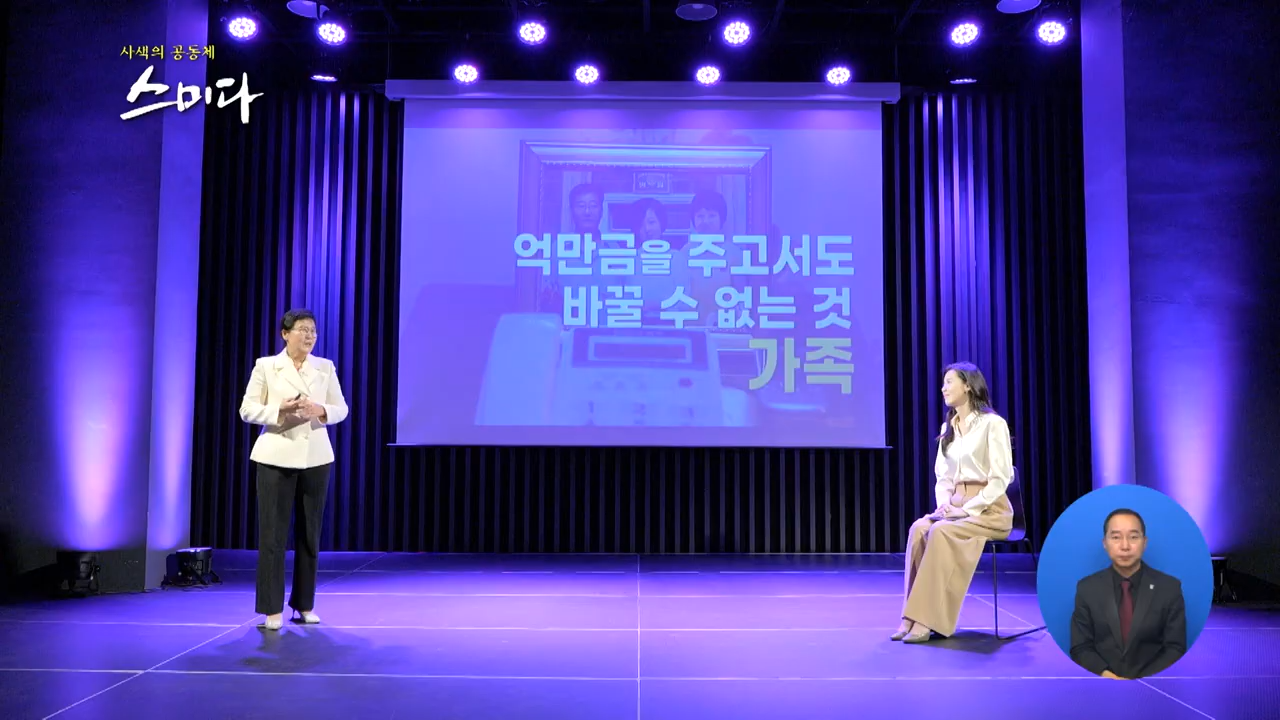 사색의 공동체
스미다
억만금을 주고서도
바꿀 수 없는 것
가족